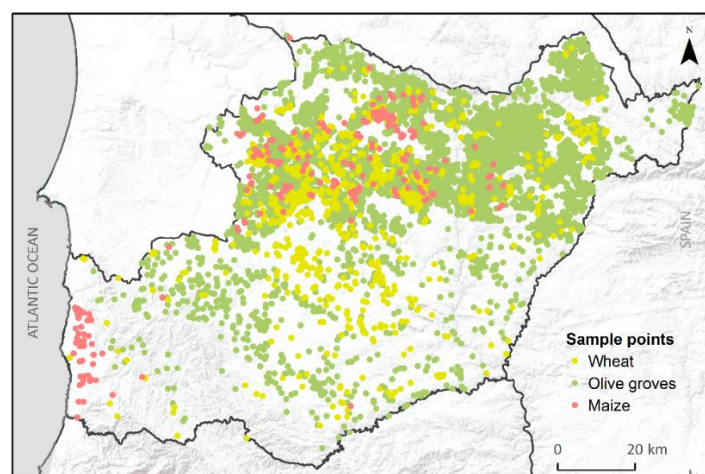 N
ATLANTIC OCEAN
SPAIN
Sample points
Wheat
Olive groves
Maize
0 20 km